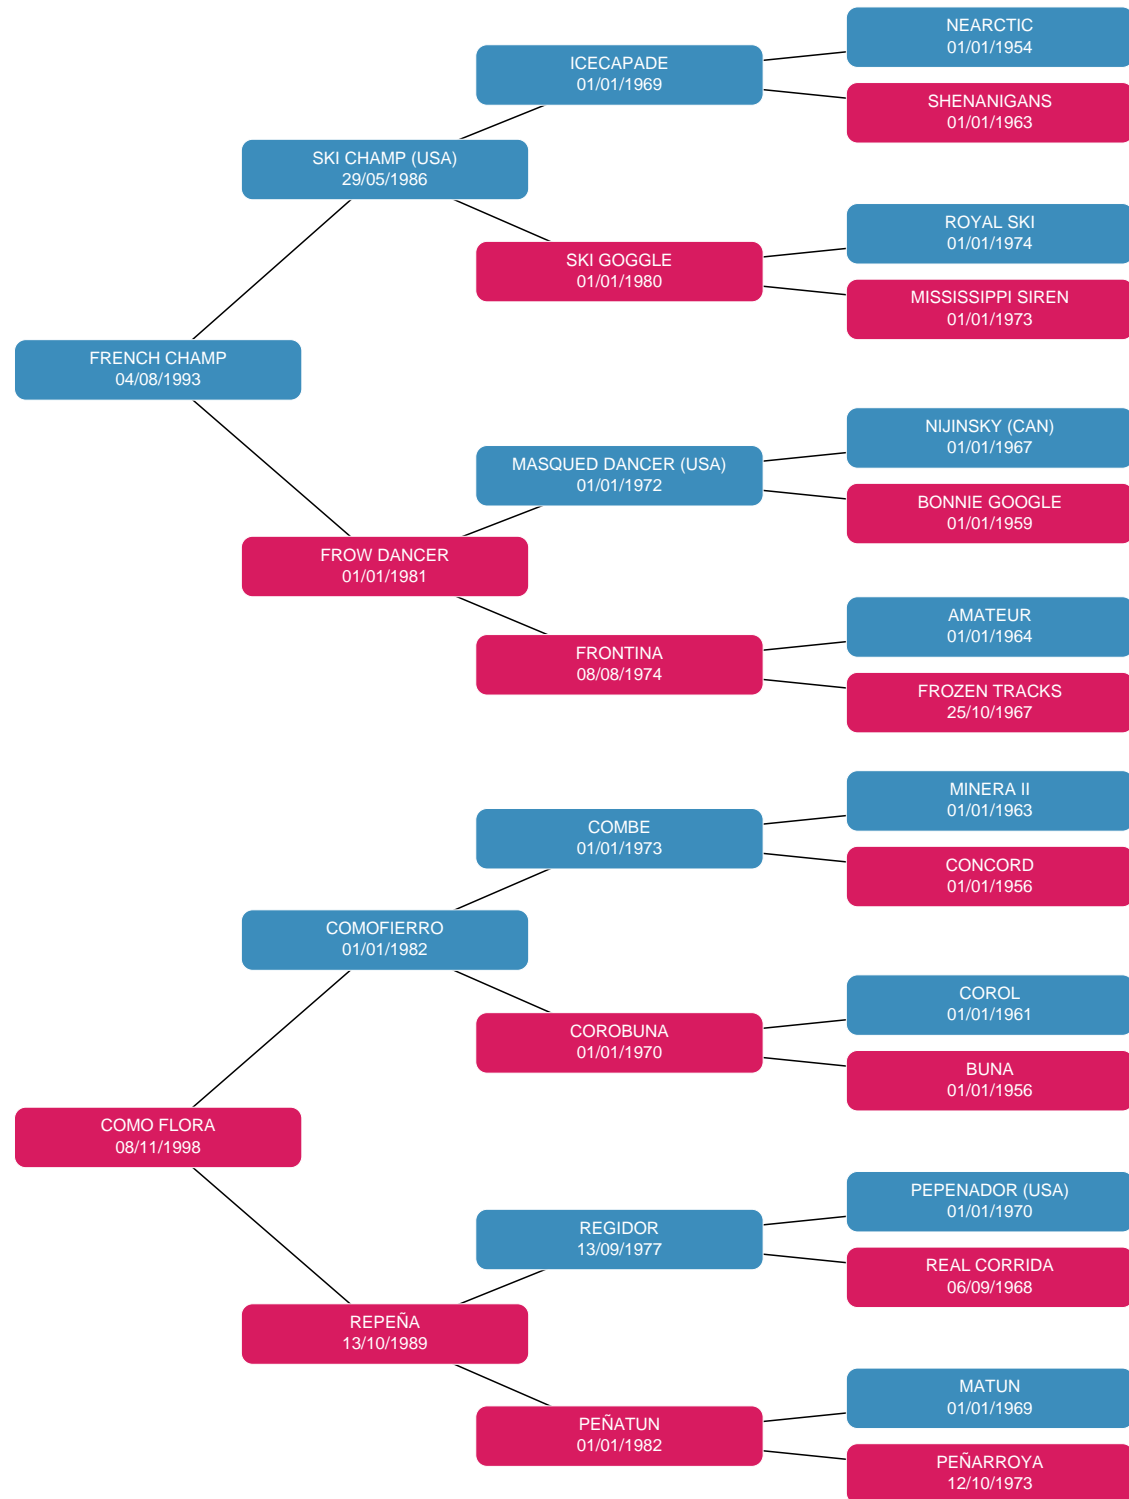 NEARCTIC
01/01/1954
ICECAPADE
01/01/1969
SHENANIGANS
01/01/1963
SKI CHAMP (USA)
29/05/1986
ROYAL SKI
01/01/1974
SKI GOGGLE
01/01/1980
MISSISSIPPI SIREN
01/01/1973
FRENCH CHAMP
04/08/1993
NIJINSKY (CAN)
01/01/1967
MASQUED DANCER (USA)
01/01/1972
BONNIE GOOGLE
01/01/1959
FROW DANCER
01/01/1981
AMATEUR
01/01/1964
FRONTINA
08/08/1974
FROZEN TRACKS
25/10/1967
MINERA II
01/01/1963
COMBE
01/01/1973
CONCORD
01/01/1956
COMOFIERRO
01/01/1982
COROL
01/01/1961
COROBUNA
01/01/1970
BUNA
01/01/1956
COMO FLORA
08/11/1998
PEPENADOR (USA)
01/01/1970
REGIDOR
13/09/1977
REAL CORRIDA
06/09/1968
REPEÑA
13/10/1989
MATUN
01/01/1969
PEÑATUN
01/01/1982
PEÑARROYA
12/10/1973